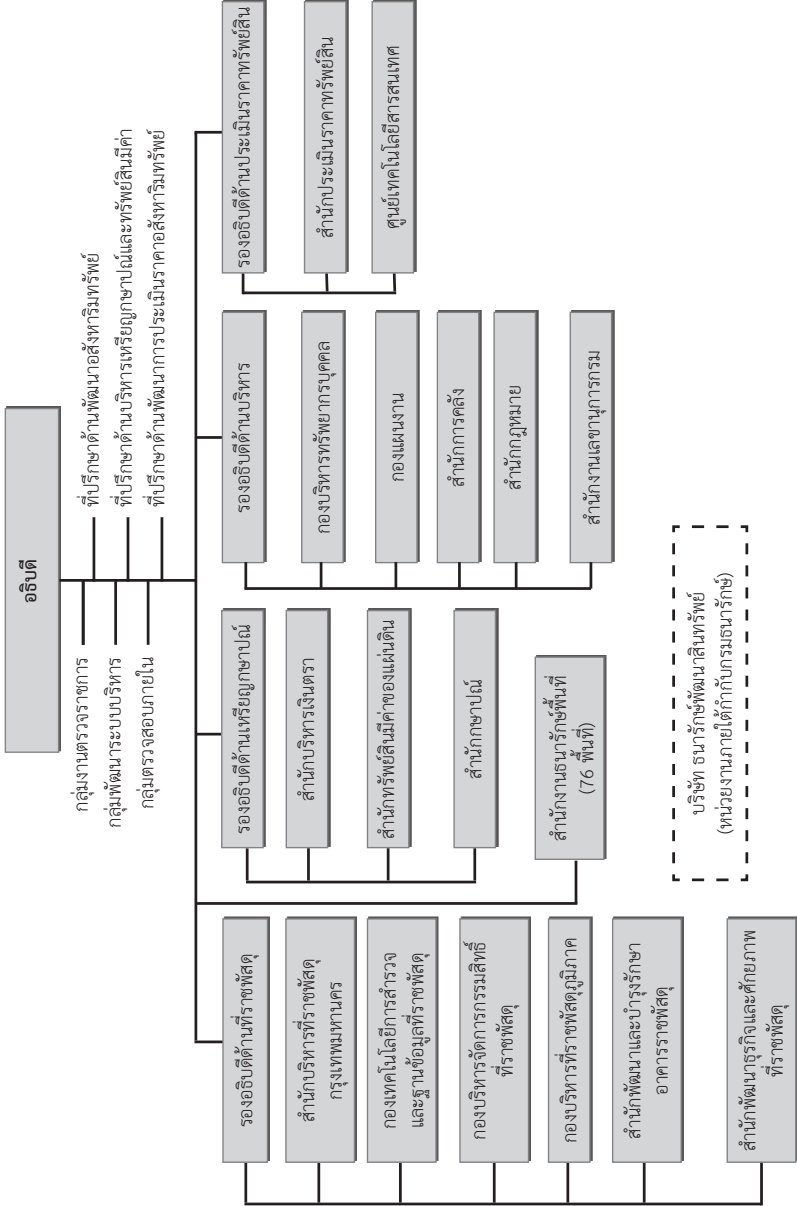 อธิบดี
กลุ่มงานตรวจราชการ
กลุ่มพัฒนาระบบบริหาร
กลุ่มตรวจสอบภายใน
ที่ปรึกษาด้านพัฒนาอสังหาริมทรัพย์
ที่ปรึกษาด้านบริหารเหรียญกษาปณ์และทรัพย์สินมีค่า
ที่ปรึกษาด้านพัฒนาการประเมินราคาอสังหาริมทรัพย์
รองอธิบดีด้านที่ราชพัสดุ
สำนักบริหารที่ราชพัสดุ
กรุงเทพมหานคร
กองเทคโนโลยีการสำรวจ
และฐานข้อมูลที่ราชพัสดุ
กองบริหารจัดการกรรมสิทธิ์
ที่ราชพัสดุ
กองบริหารที่ราชพัสดุภูมิภาค
สำนักพัฒนาและบำรุงรักษา
อาคารราชพัสดุ
สำนักพัฒนาธุรกิจและศักยภาพ
ที่ราชพัสดุ
รองอธิบดีด้านเหรียญกษาปณ์
สำนักบริหารเงินตรา
สำนักทรัพย์สินมีค่าของแผ่นดิน
สำนักกษาปณ์
สำนักงานธนารักษ์พื้นที่
(76 พื้นที่)
รองอธิบดีด้านบริหาร
กองบริหารทรัพยากรบุคคล
กองแผนงาน
สำนักการคลัง
สำนักกฎหมาย
สำนักงานเลขานุการกรม
รองอธิบดีด้านประเมินราคาทรัพย์สิน
สำนักประเมินราคาทรัพย์สิน
ศูนย์เทคโนโลยีสารสนเทศ
บริษัท ธนารักษ์พัฒนาสินทรัพย์
(หน่วยงานภายใต้กำกับกรมธนารักษ์)